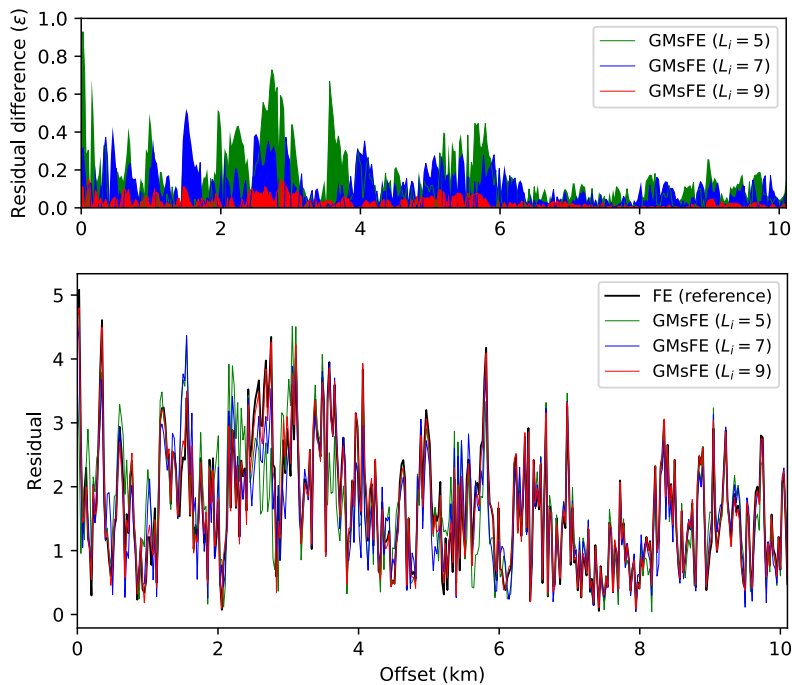 Residual difference (ε)
1.0
0.8
0.6
0.4
0.2
0.0
0
2
4
6
8
10
GMsFE (Lᵢ = 5)
GMsFE (Lᵢ = 7)
GMsFE (Lᵢ = 9)
Residual
5
4
3
2
1
0
0
2
4
6
8
10
Offset (km)
FE (reference)
GMsFE (Lᵢ = 5)
GMsFE (Lᵢ = 7)
GMsFE (Lᵢ = 9)